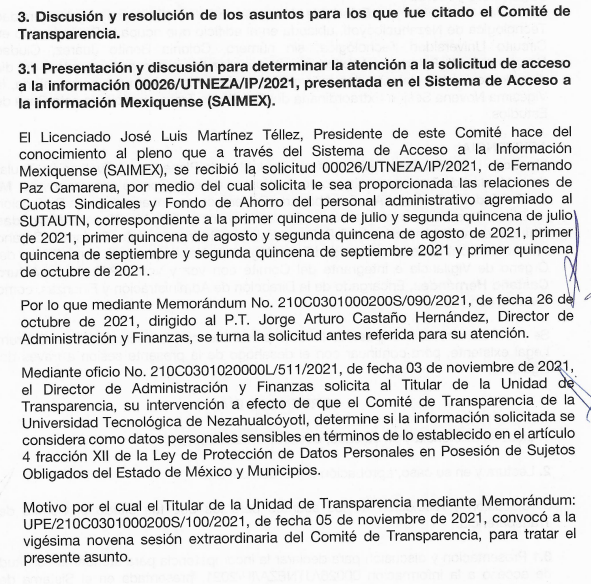 3. Discusión y resolución de los asuntos para los que fue citado el Comité de
Transparencia.
3.1 Presentación y discusión para determinar la atención a la solicitud de acceso
a la información 00026/UTNEZA/IP/2021, presentada en el Sistema de Acceso a
la información Mexiquense (SAIMEX).
El Licenciado José Luis Martínez Téllez, Presidente de este Comité hace del
conocimiento al pleno que a través del Sistema de Acceso a la Información
Mexiquense (SAIMEX), se recibió la solicitud 00026/UTNEZA/IP/2021, de Fernando
Paz Camarena, por medio del cual solicita le sea proporcionada las relaciones de
Cuotas Sindicales y Fondo de Ahorro del personal administrativo agremiado al
SUTAUTN, correspondiente a la primer quincena de julio y segunda quincena de julio
de 2021, primer quincena de agosto y segunda quincena de agosto de 2021, primer
quincena de septiembre y segunda quincena de septiembre 2021 y primer quincena
de octubre de 2021.
Por lo que mediante Memorándum No. 210C0301000200S/090/2021, de fecha 26 de
octubre de 2021, dirigido al P.T. Jorge Arturo Castaño Hernández, Director de
Administración y Finanzas, se turna la solicitud antes referida para su atención.
Mediante oficio No. 210C0301020000L/511/2021, de fecha 03 de noviembre de 2021,
el Director de Administración y Finanzas solicita al Titular de la Unidad de
Transparencia, su intervención a efecto de que el Comité de Transparencia de la
Universidad Tecnológica de Nezahualcóyotl, determine si la información solicitada se
considera como datos personales sensibles en términos de lo establecido en el artículo
4 fracción XII de la Ley de Protección de Datos Personales en Posesión de Sujetos
Obligados del Estado de México y Municipios.
Motivo por el cual el Titular de la Unidad de Transparencia mediante Memorándum:
UPE/210C0301000200S/100/2021, de fecha 05 de noviembre de 2021, convocó a la
vigésima novena sesión extraordinaria del Comité de Transparencia, para tratar el
presente asunto.